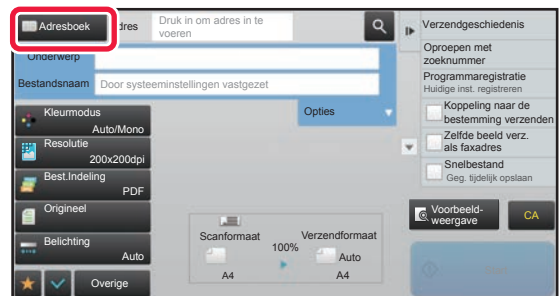 Adresboek
dres
Druk in om adres in te
voeren
Onderwerp
Bestandsnaam
Door systeeminstellingen vastgezet
Kleurmodus
Auto/Mono
Resolutie
200x200dpi
Best.Indeling
PDF
Origineel
Belichting
Auto
Overige
Opties
Scanformaat
A4
100%
Verzendformaat
Auto
A4
Verzendgeschiedenis
Oproepen met
zoeknummer
Programmaregistratie
Huidige inst. registreren
Koppeling naar de
bestemming verzenden
Zelfde beeld verz.
als faxadres
Snelbestand
Geg. tijdelijk opslaan
Voorbeeld-
weergave
CA